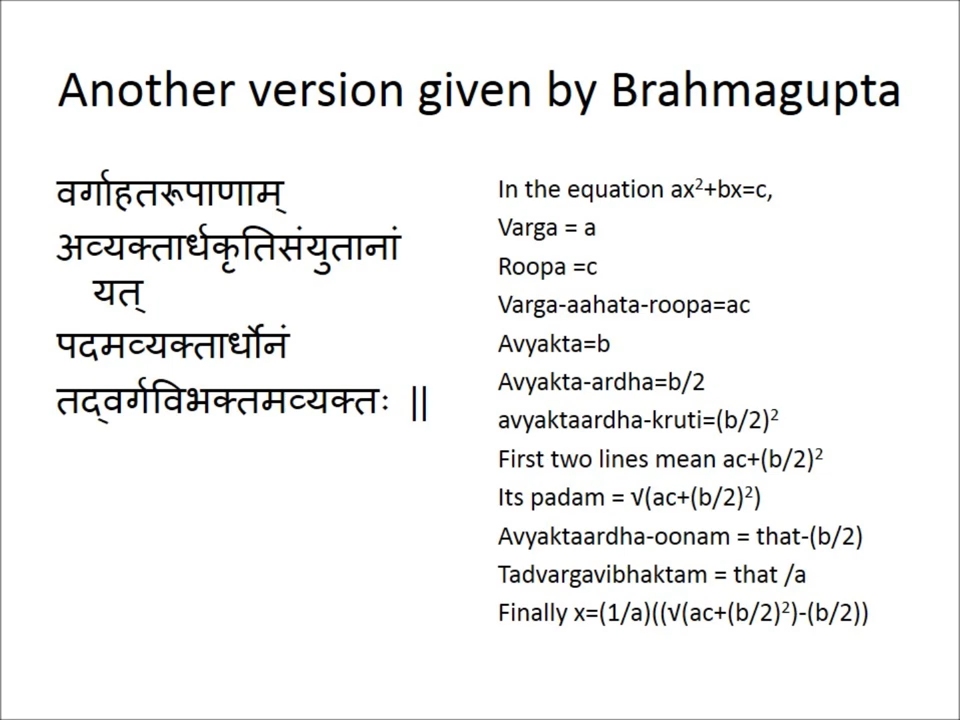 Another version given by Brahmagupta
वर्गाहतरूपाणाम्
अव्यक्तार्धकृतिसंयुतानां
यत्
पदमव्यक्तार्धोनं
तद्वर्गविभक्तमव्यक्तः ||
In the equation ax²+bx=c,
Varga = a
Roopa =c
Varga-aahata-roopa=ac
Avyakta=b
Avyakta-ardha=b/2
avyaktaardha-kruti=(b/2)²
First two lines mean ac+(b/2)²
Its padam = √(ac+(b/2)²)
Avyaktaardha-oonam = that-(b/2)
Tadvargavibhaktam = that /a
Finally x=(1/a)((√(ac+(b/2)²)-(b/2))